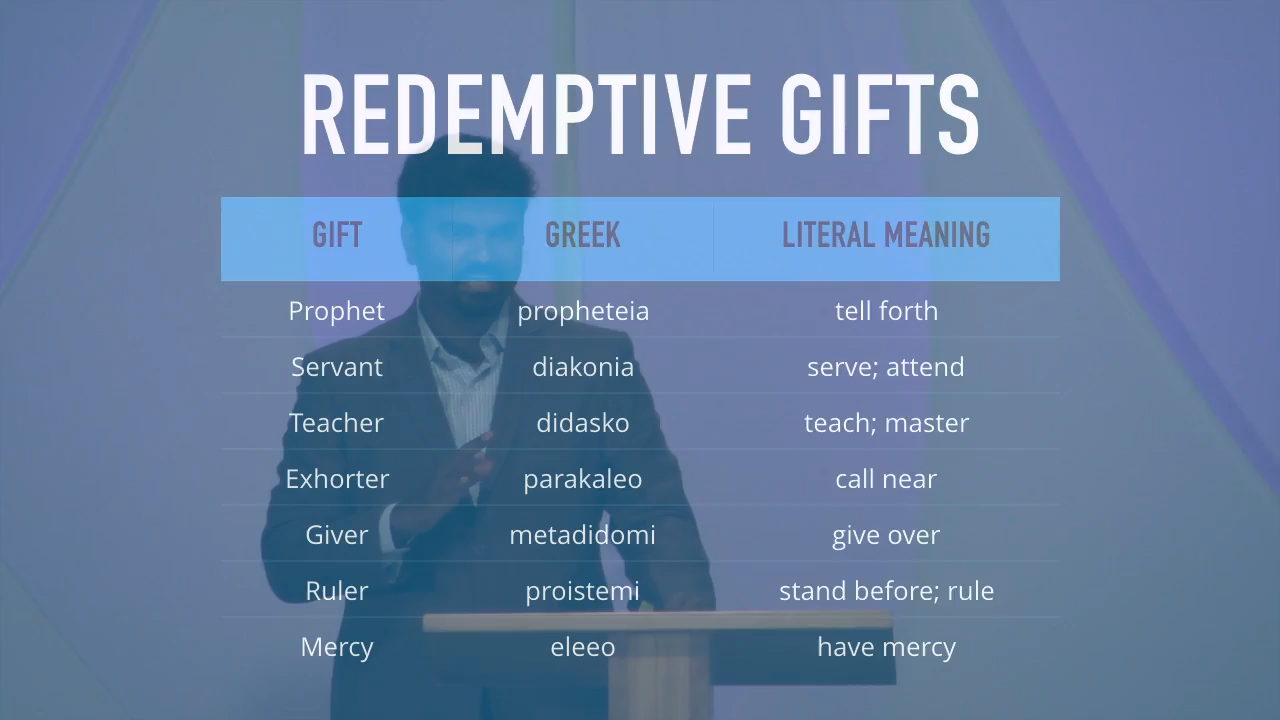 REDEMPTIVE GIFTS
GIFT GREEK LITERAL MEANING
Prophet propheteia tell forth
Servant diakonia serve; attend
Teacher didasko teach; master
Exhorter parakaleo call near
Giver metadidomi give over
Ruler proistemi stand before; rule
Mercy eleeo have mercy